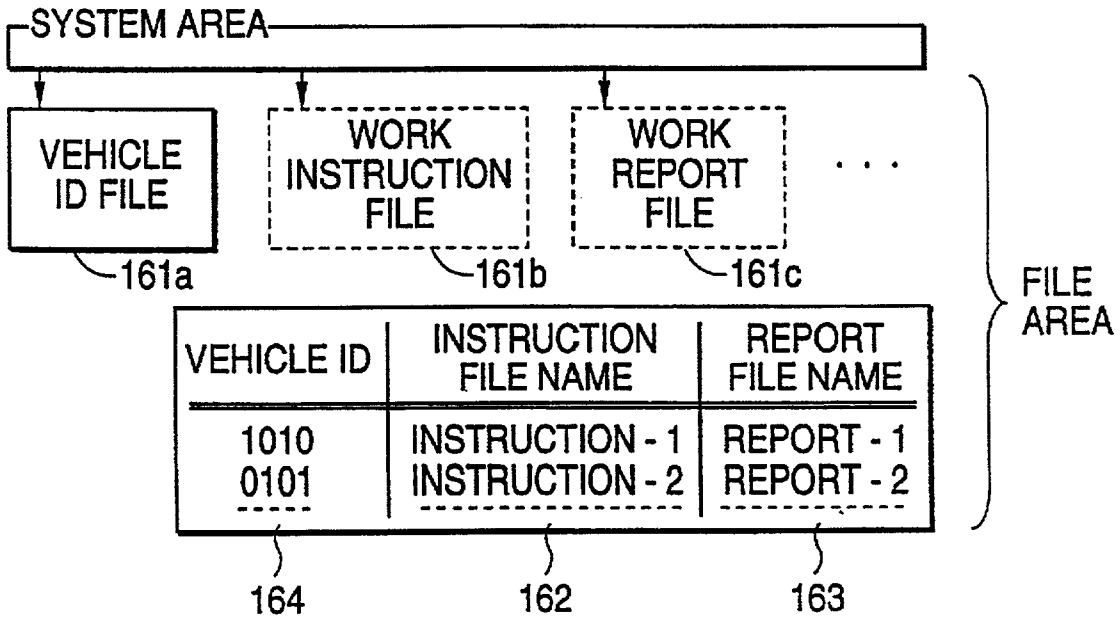 SYSTEM AREA
VEHICLE
ID FILE
WORK
INSTRUCTION
FILE
WORK
REPORT
FILE
. . .
161a
161b
161c
FILE
AREA
VEHICLE ID
INSTRUCTION
FILE NAME
REPORT
FILE NAME
1010 INSTRUCTION - 1 REPORT - 1
0101 INSTRUCTION - 2 REPORT - 2
164
162
163